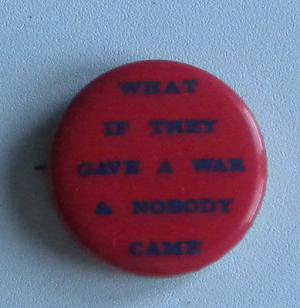 WHAT
IF THEY
GAVE A WAR
& NOBODY
CAME